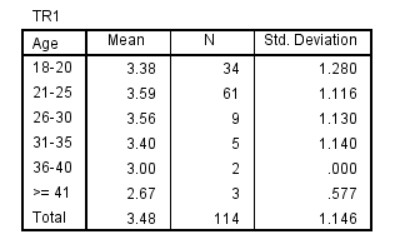 TR1
Age Mean N Std. Deviation
18-20 3.38 34 1.280
21-25 3.59 61 1.116
26-30 3.56 9 1.130
31-35 3.40 5 1.140
36-40 3.00 2 .000
>= 41 2.67 3 .577
Total 3.48 114 1.146